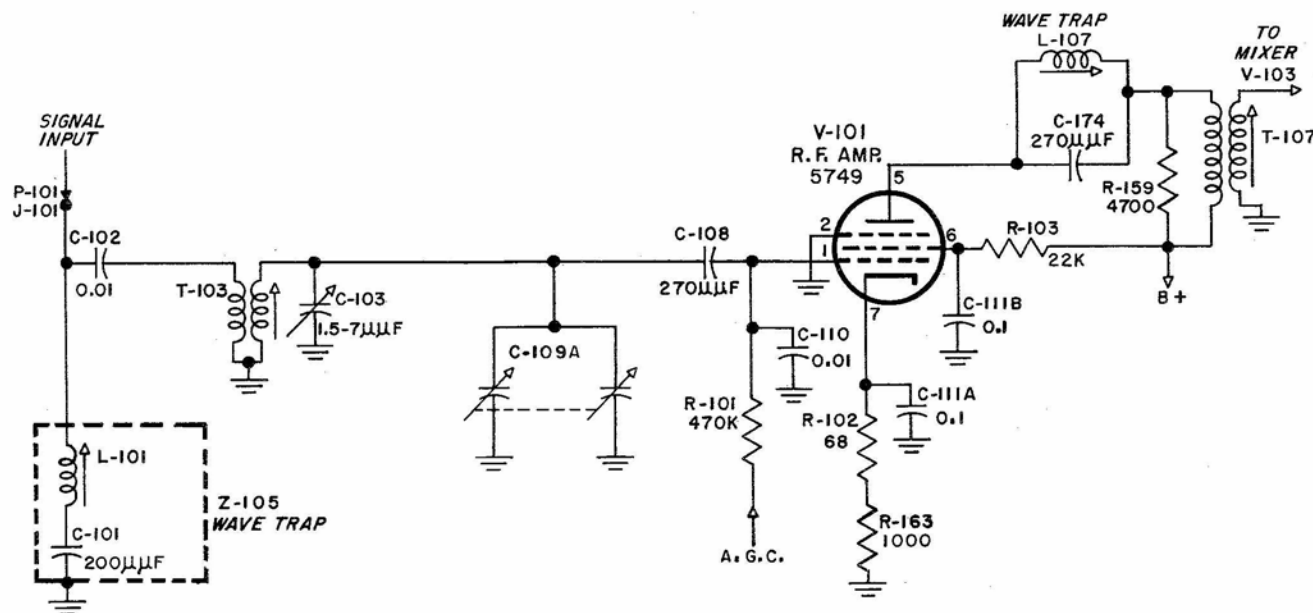 WAVE TRAP
L-107
TO
MIXER
V-103
SIGNAL
INPUT
V-101
R.F. AMP.
5749
C-174
270µµF
T-107
P-101
J-101
5
R-159
4700
C-102
0.01
C-108
270µµF
2
1
6
R-103
22K
T-103
C-103
1.5-7µµF
7
B+
C-111B
0.1
C-109A
C-110
0.01
R-101
470K
R-102
68
C-111A
0.1
L-101
Z-105
WAVE TRAP
C-101
200µµF
R-163
1000
A.G.C.